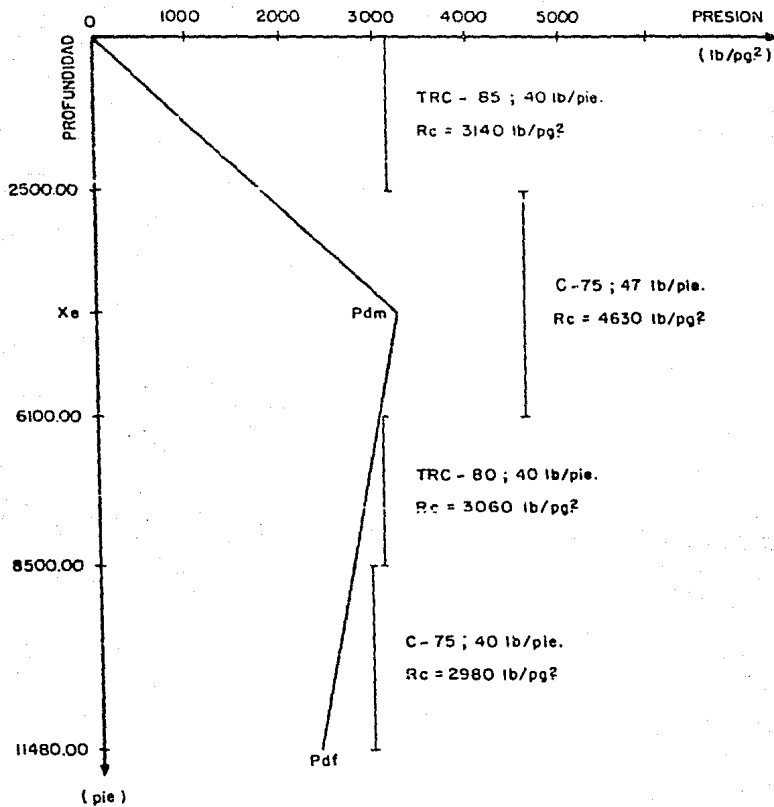 0 1000 2000 3000 4000 5000 PRESION
(lb/pg²)
PROFUNDIDAD
TRC - 85 ; 40 lb/pie.
Rc = 3140 lb/pg²
2500.00
C-75 ; 47 lb/pie.
Rc = 4630 lb/pg²
Xe
Pdm
6100.00
TRC - 80 ; 40 lb/pie.
Rc = 3060 lb/pg²
8500.00
C-75 ; 40 lb/pie.
Rc = 2980 lb/pg²
11480.00
Pdf
(pie)